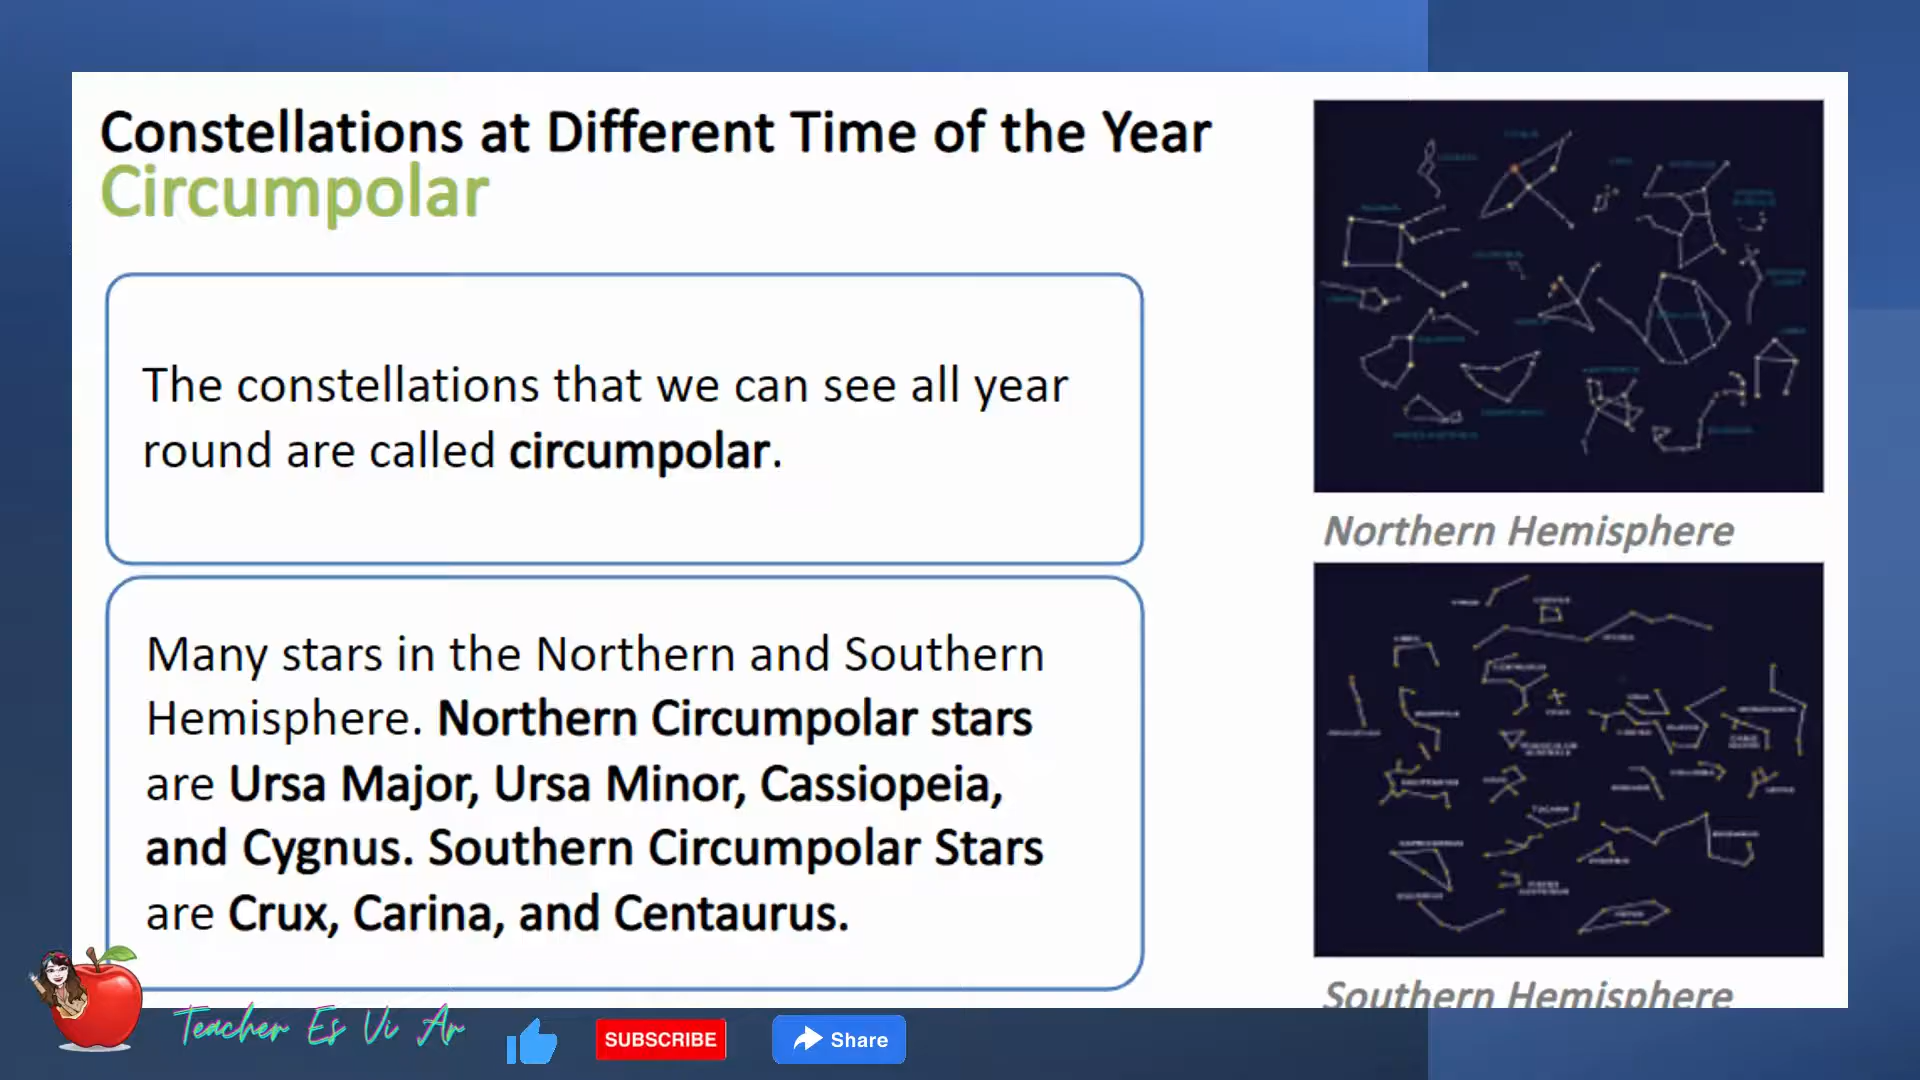 Constellations at Different Time of the Year
Circumpolar
The constellations that we can see all year
round are called circumpolar.
Many stars in the Northern and Southern
Hemisphere. Northern Circumpolar stars
are Ursa Major, Ursa Minor, Cassiopeia,
and Cygnus. Southern Circumpolar Stars
are Crux, Carina, and Centaurus.
Northern Hemisphere
Southern Hemisphere
Teacher Es Vi Ar
SUBSCRIBE
Share